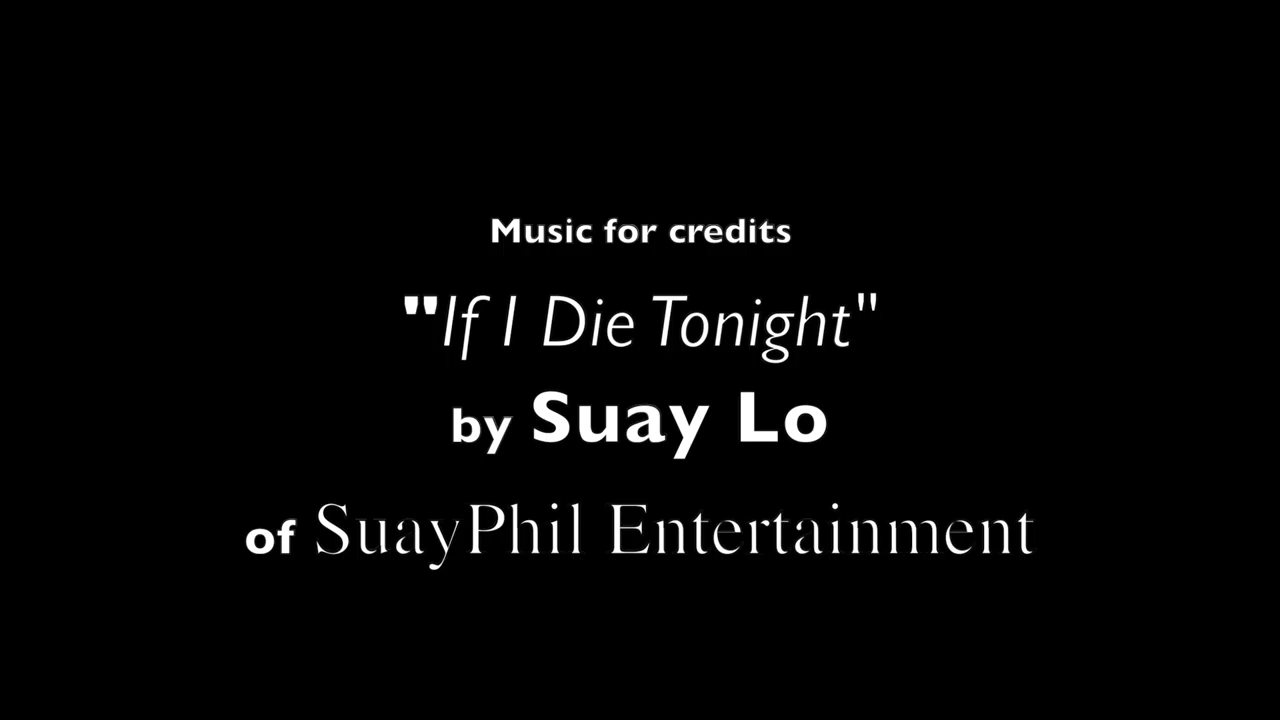 Music for credits
"If I Die Tonight"
by Suay Lo
of SuayPhil Entertainment